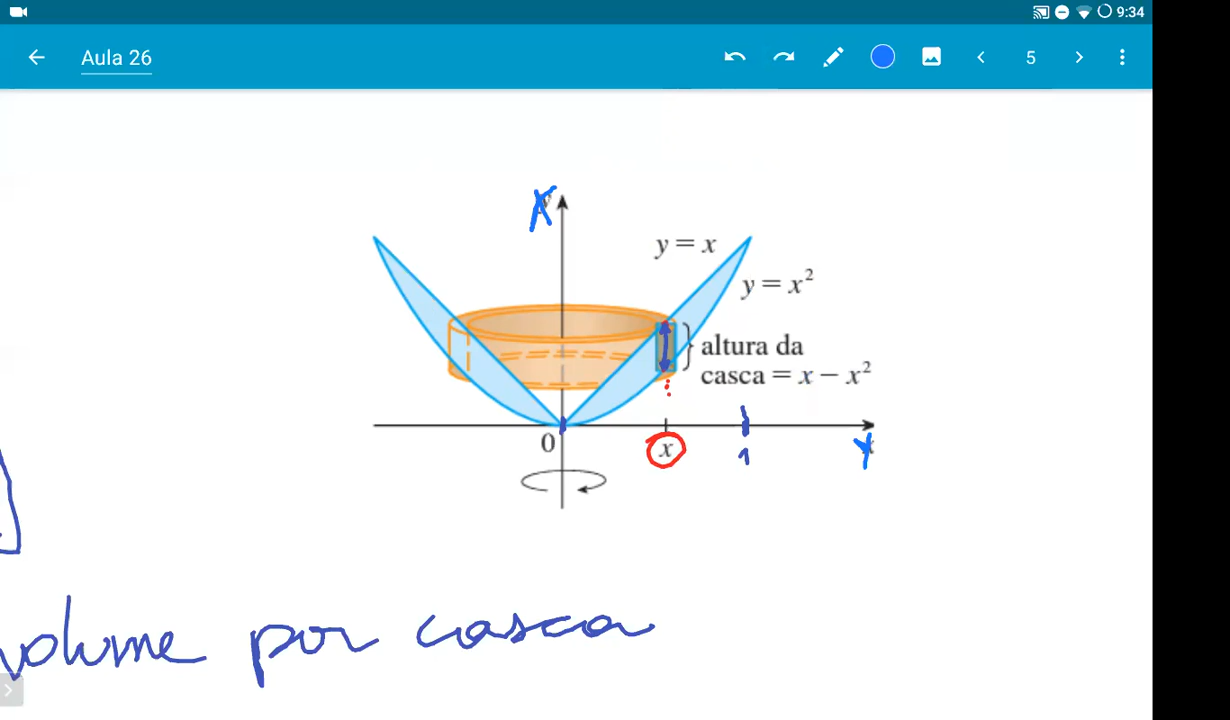 9:34
Aula 26
5
X
y = x
y = x²
altura da
casca = x − x²
0
x
1
Y
volume por casca